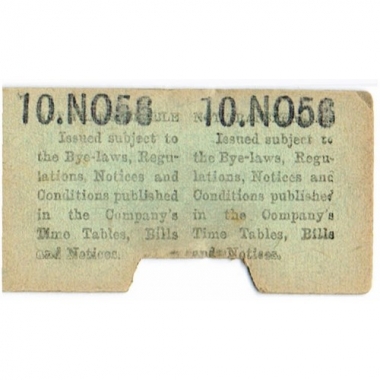 10.NO56 10.NO56
Issued subject to Issued subject to
the Bye-laws, Regu- the Bye-laws, Regu-
lations, Notices and lations, Notices and
Conditions published Conditions published
in the Company's in the Company's
Time Tables, Bills Time Tables, Bills
and Notices. and Notices.